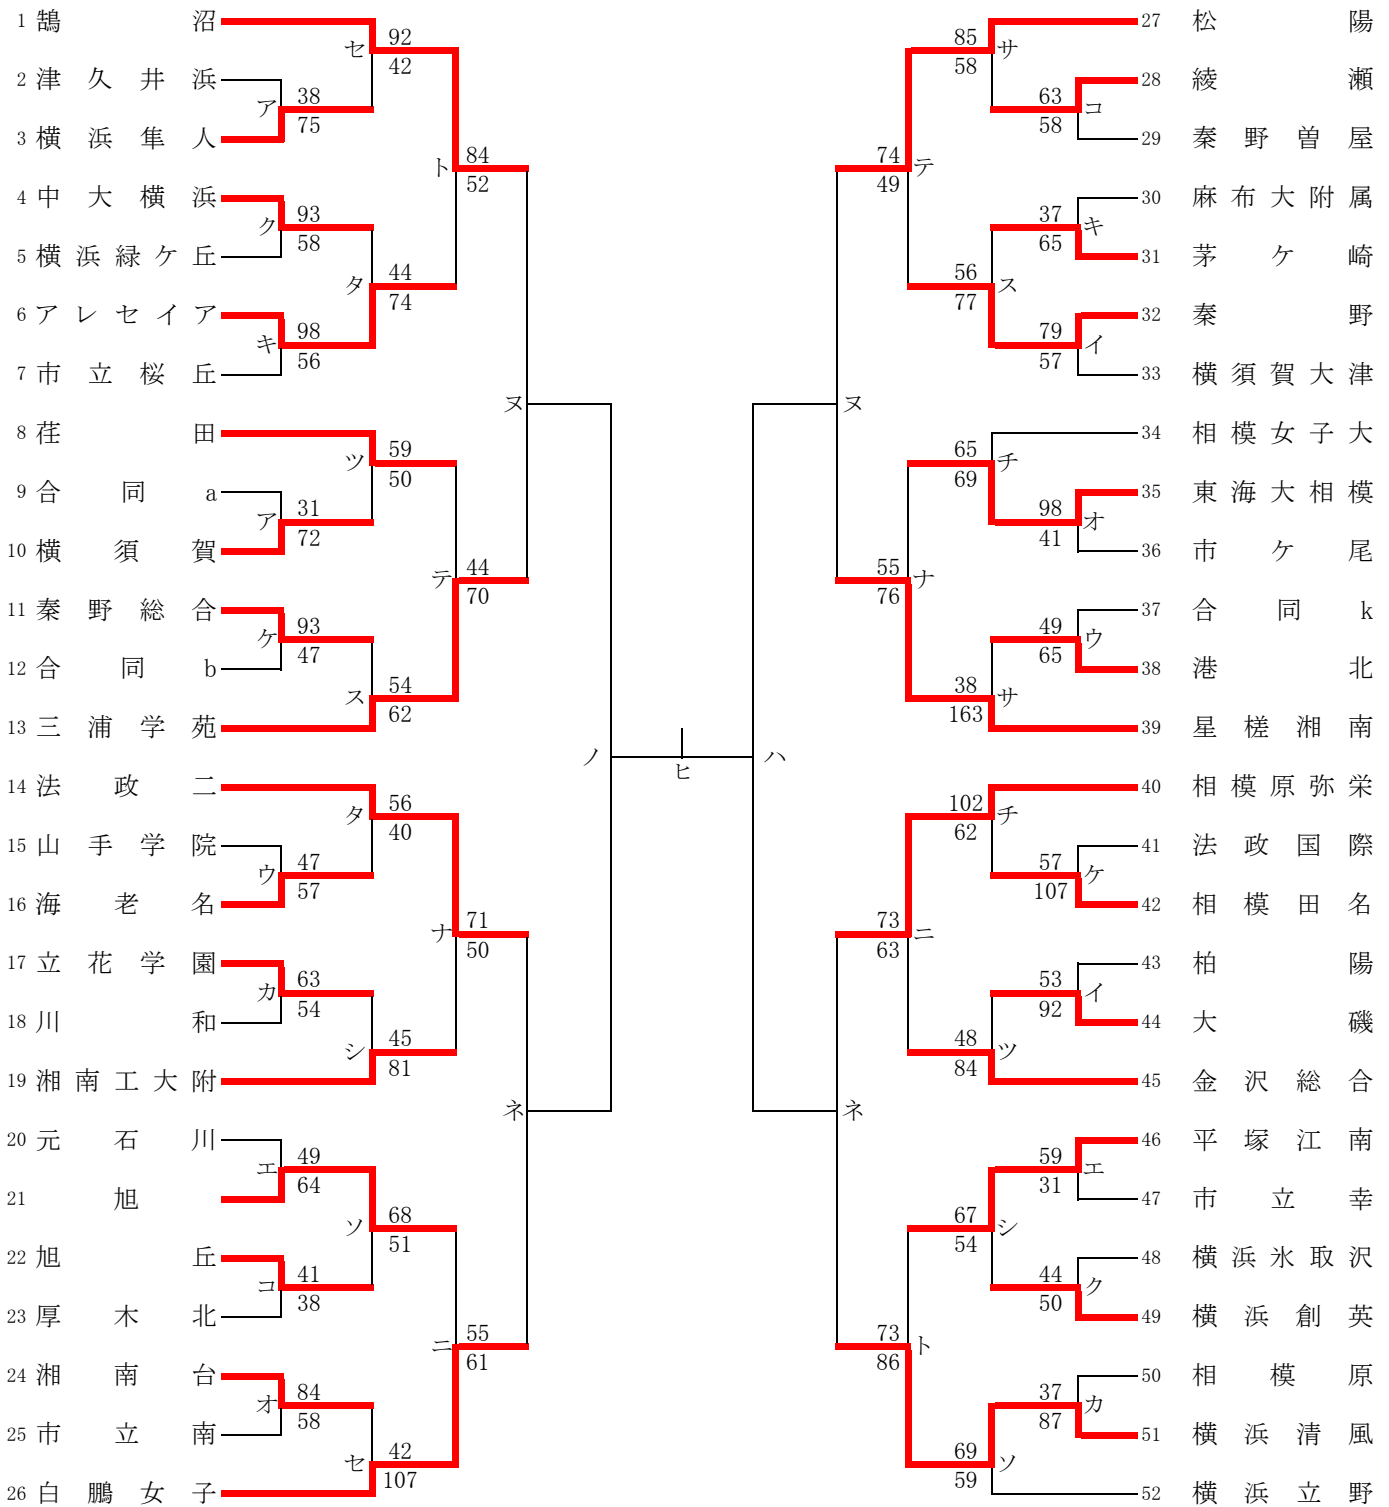 1 鵠沼
セ 92
42
2 津久井浜
ア 38
75
3 横浜隼人
ト 84
52
4 中大横浜
ク 93
58
5 横浜緑ケ丘
タ 44
74
6 アレセイア
キ 98
56
7 市立桜丘
ヌ
8 荏田
ツ 59
50
9 合同a
ア 31
72
10 横須賀
テ 44
70
11 秦野総合
ケ 93
47
12 合同b
ス 54
62
13 三浦学苑
ノ
14 法政二
タ 56
40
15 山手学院
ウ 47
57
16 海老名
ナ 71
50
17 立花学園
カ 63
54
18 川和
シ 45
81
19 湘南工大附
ネ
20 元石川
エ 49
64
21 旭
ソ 68
51
22 旭丘
コ 41
38
23 厚木北
ニ 55
61
24 湘南台
オ 84
58
25 市立南
セ 42
107
26 白鵬女子
ヒ
27 松陽
85 サ
58
28 綾瀬
63 コ
58
29 秦野曽屋
74 テ
49
30 麻布大附属
37 キ
65
31 茅ケ崎
56 ス
77
32 秦野
79 イ
57
33 横須賀大津
ヌ
34 相模女子大
65 チ
69
35 東海大相模
98 オ
41
36 市ケ尾
55 ナ
76
37 合同k
49 ウ
65
38 港北
38 サ
163
39 星槎湘南
ハ
40 相模原弥栄
102 チ
62
41 法政国際
57 ケ
107
42 相模田名
73 ニ
63
43 柏陽
53 イ
92
44 大磯
48 ツ
84
45 金沢総合
ネ
46 平塚江南
59 エ
31
47 市立幸
67 シ
54
48 横浜氷取沢
44 ク
50
49 横浜創英
73 ト
86
50 相模原
37 カ
87
51 横浜清風
69 ソ
59
52 横浜立野